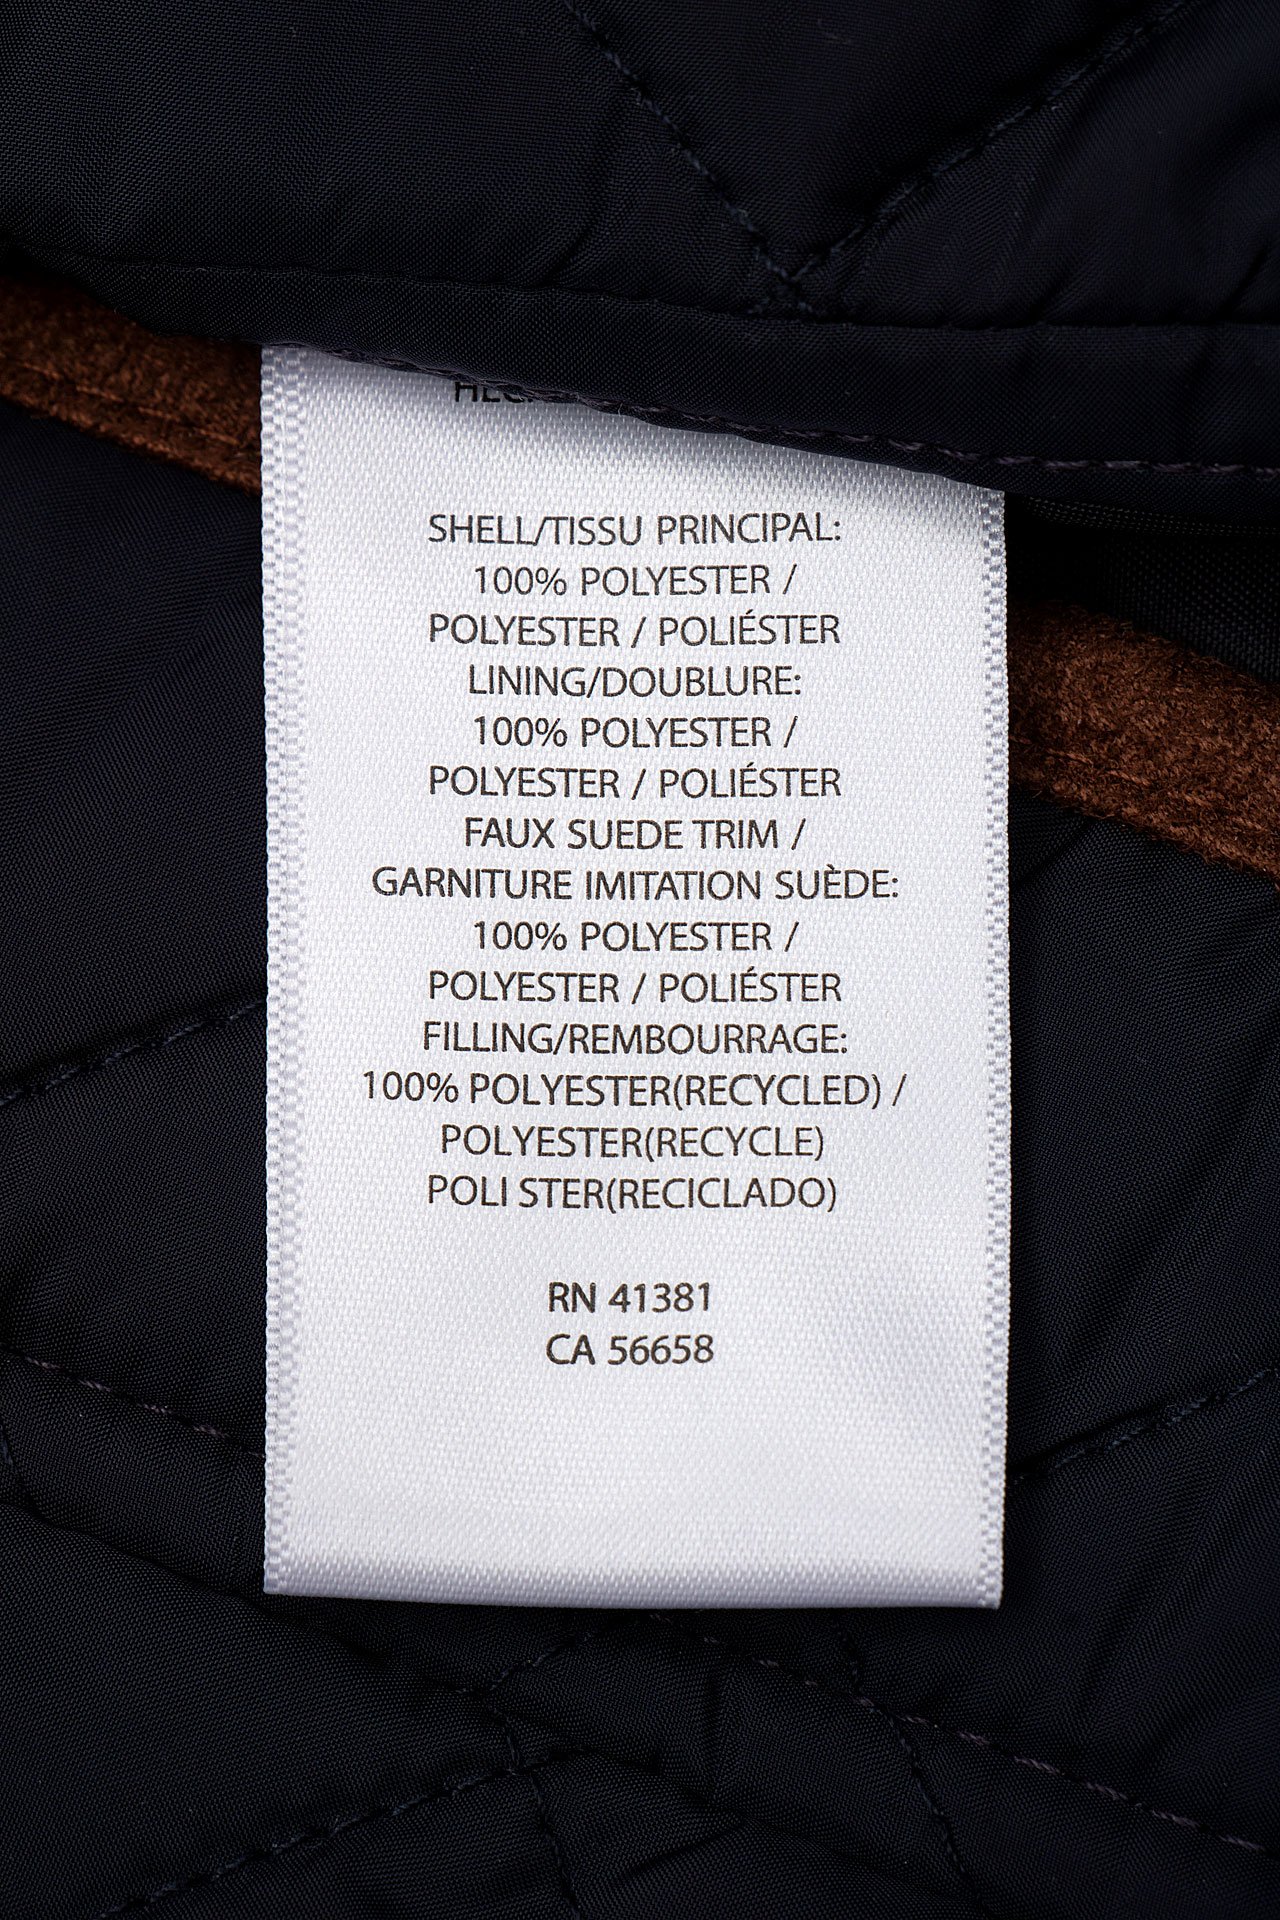 SHELL/TISSU PRINCIPAL:
100% POLYESTER /
POLYESTER / POLIÉSTER
LINING/DOUBLURE:
100% POLYESTER /
POLYESTER / POLIÉSTER
FAUX SUEDE TRIM /
GARNITURE IMITATION SUÈDE:
100% POLYESTER /
POLYESTER / POLIÉSTER
FILLING/REMBOURRAGE:
100% POLYESTER(RECYCLED) /
POLYESTER(RECYCLE)
POLI STER(RECICLADO)
RN 41381
CA 56658